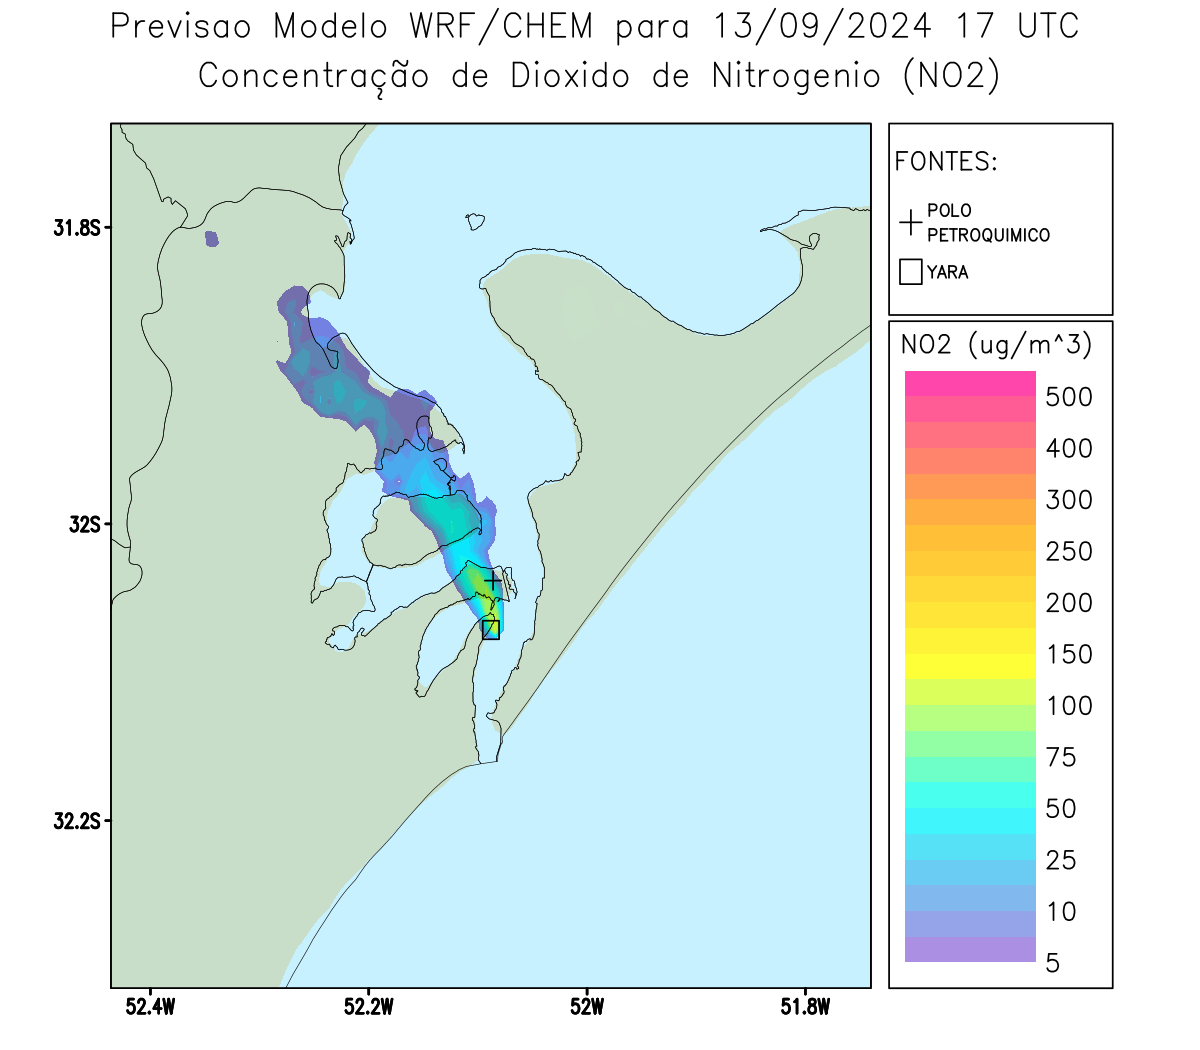 Previsao Modelo WRF/CHEM para 13/09/2024 17 UTC
Concentração de Dioxido de Nitrogenio (NO2)
FONTES:
POLO
PETROQUIMICO
YARA
NO2 (ug/m^3)
500
400
300
250
200
150
100
75
50
25
10
5
31.8S
32S
32.2S
52.4W
52.2W
52W
51.8W